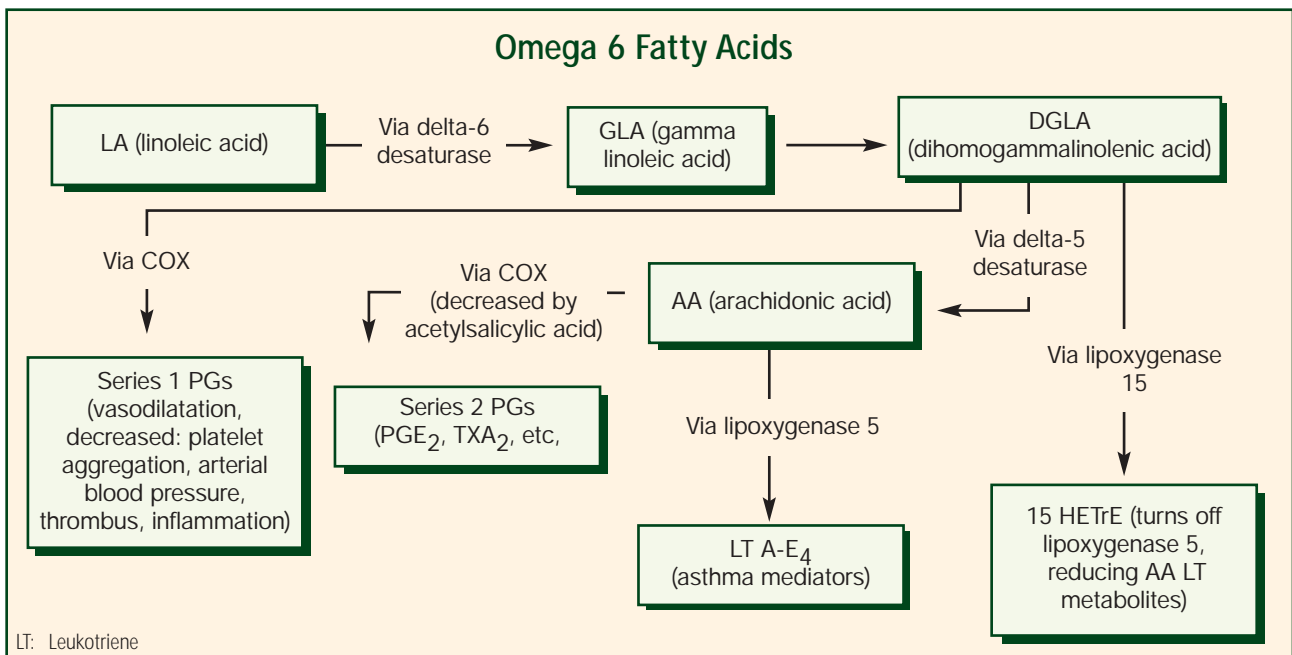 Omega 6 Fatty Acids
LA (linoleic acid)
Via delta-6
desaturase
GLA (gamma
linoleic acid)
DGLA
(dihomogammalinolenic acid)
Via COX
Via COX
(decreased by
acetylsalicylic acid)
AA (arachidonic acid)
Via delta-5
desaturase
Series 1 PGs
(vasodilatation,
decreased: platelet
aggregation, arterial
blood pressure,
thrombus, inflammation)
Series 2 PGs
(PGE2, TXA2, etc,
Via lipoxygenase 5
Via lipoxygenase
15
LT A-E4
(asthma mediators)
15 HETrE (turns off
lipoxygenase 5,
reducing AA LT
metabolites)
LT: Leukotriene